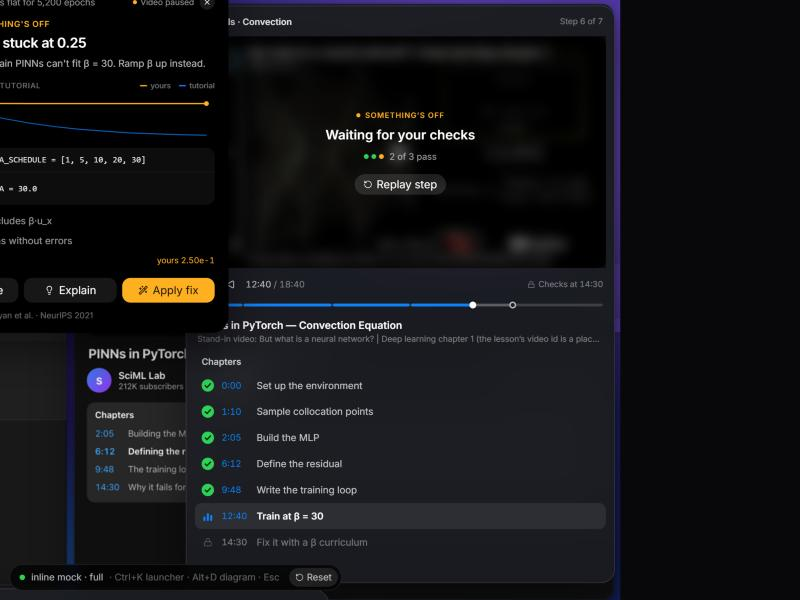 flat for 5,200 epochs
Video paused
HING'S OFF
stuck at 0.25
ain PINNs can't fit β = 30. Ramp β up instead.
TUTORIAL
yours
tutorial
A_SCHEDULE = [1, 5, 10, 20, 30]
A = 30.0
cludes β·u_x
s without errors
yours 2.50e−1
Explain
Apply fix
yan et al. · NeurIPS 2021
ls · Convection
Step 6 of 7
SOMETHING'S OFF
Waiting for your checks
2 of 3 pass
Replay step
12:40 / 18:40
Checks at 14:30
s in PyTorch — Convection Equation
Stand-in video: But what is a neural network? | Deep learning chapter 1 (the lesson's video id is a plac...
Chapters
0:00 Set up the environment
1:10 Sample collocation points
2:05 Build the MLP
6:12 Define the residual
9:48 Write the training loop
12:40 Train at β = 30
14:30 Fix it with a β curriculum
PINNs in PyTorch
S
SciML Lab
212K subscribers
Chapters
2:05 Building the M
6:12 Defining the r
9:48 The training lo
14:30 Why it fails for
inline mock · full · Ctrl+K launcher · Alt+D diagram · Esc
Reset